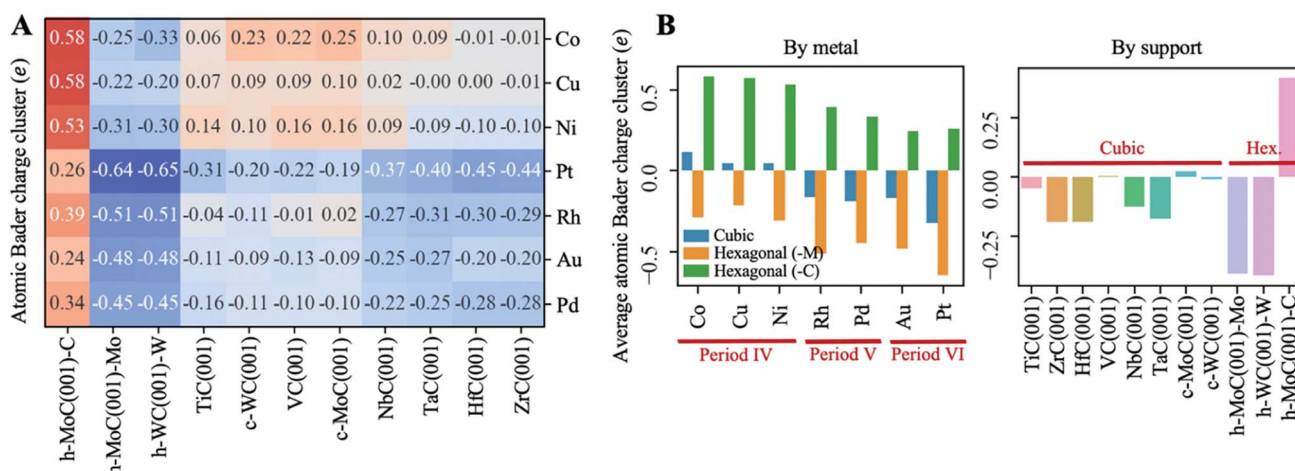 A
Atomic Bader charge cluster (e)
0.58 -0.25 -0.33 0.06 0.23 0.22 0.25 0.10 0.09 -0.01 -0.01 Co
0.58 -0.22 -0.20 0.07 0.09 0.09 0.10 0.02 -0.00 0.00 -0.01 Cu
0.53 -0.31 -0.30 0.14 0.10 0.16 0.16 0.09 -0.09 -0.10 -0.10 Ni
0.26 -0.64 -0.65 -0.31 -0.20 -0.22 -0.19 -0.37 -0.40 -0.45 -0.44 Pt
0.39 -0.51 -0.51 -0.04 -0.11 -0.01 0.02 -0.27 -0.31 -0.30 -0.29 Rh
0.24 -0.48 -0.48 -0.11 -0.09 -0.13 -0.09 -0.25 -0.27 -0.20 -0.20 Au
0.34 -0.45 -0.45 -0.16 -0.11 -0.10 -0.10 -0.22 -0.25 -0.28 -0.28 Pd
h-MoC(001)-C
h-MoC(001)-Mo
h-WC(001)-W
TiC(001)
c-WC(001)
VC(001)
c-MoC(001)
NbC(001)
TaC(001)
HfC(001)
ZrC(001)
B
Average atomic Bader charge cluster (e)
By metal
0.5
0.0
−0.5
Cubic
Hexagonal (-M)
Hexagonal (-C)
Co
Cu
Ni
Rh
Pd
Au
Pt
Period IV
Period V
Period VI
By support
0.25
0.00
−0.25
Cubic
Hex.
TiC(001)
ZrC(001)
HfC(001)
VC(001)
NbC(001)
TaC(001)
c-MoC(001)
c-WC(001)
h-MoC(001)-Mo
h-WC(001)-W
h-MoC(001)-C